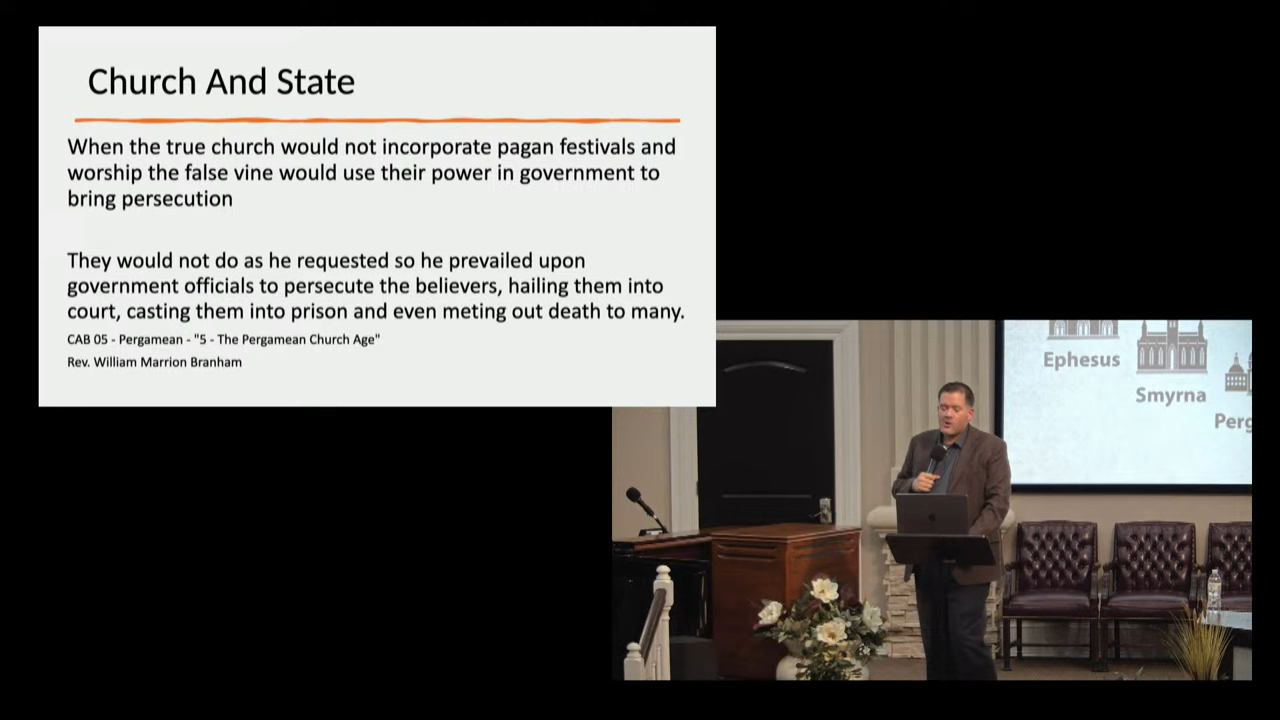 Church And State
When the true church would not incorporate pagan festivals and
worship the false vine would use their power in government to
bring persecution
They would not do as he requested so he prevailed upon
government officials to persecute the believers, hailing them into
court, casting them into prison and even meting out death to many.
CAB 05 - Pergamean - "5 - The Pergamean Church Age"
Rev. William Marrion Branham
Ephesus
Smyrna
Perg